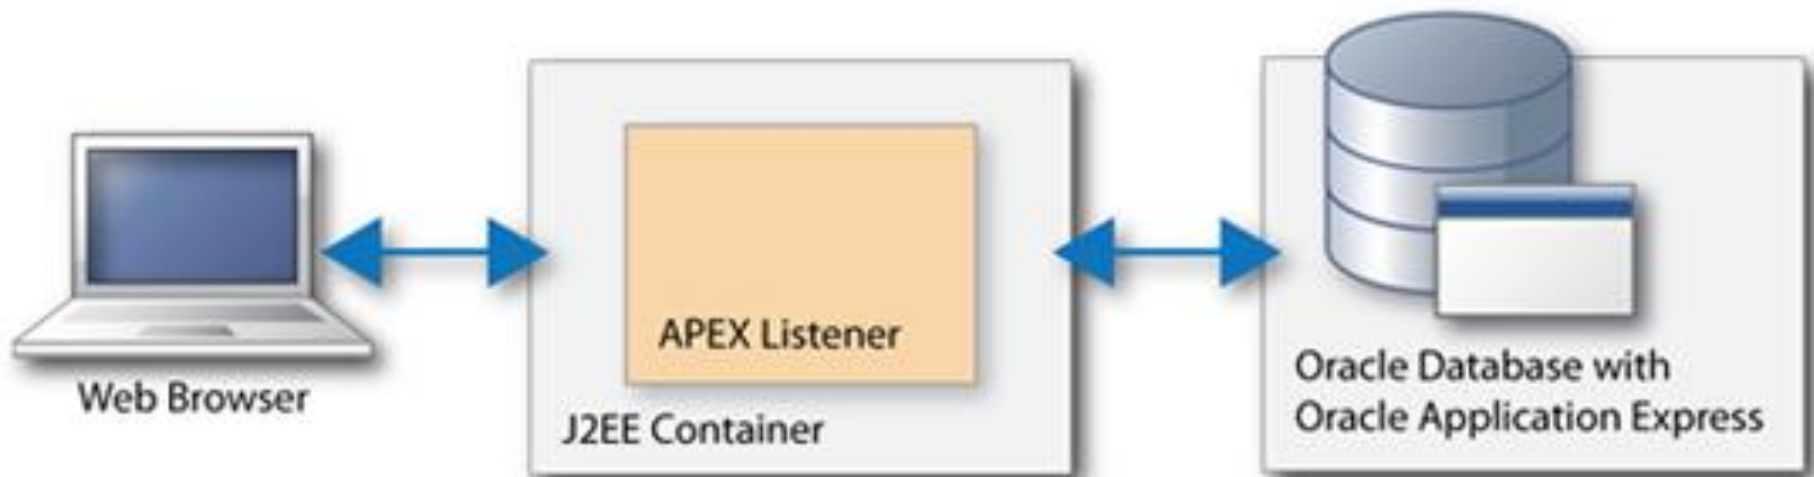 Web Browser
APEX Listener
J2EE Container
Oracle Database with
Oracle Application Express